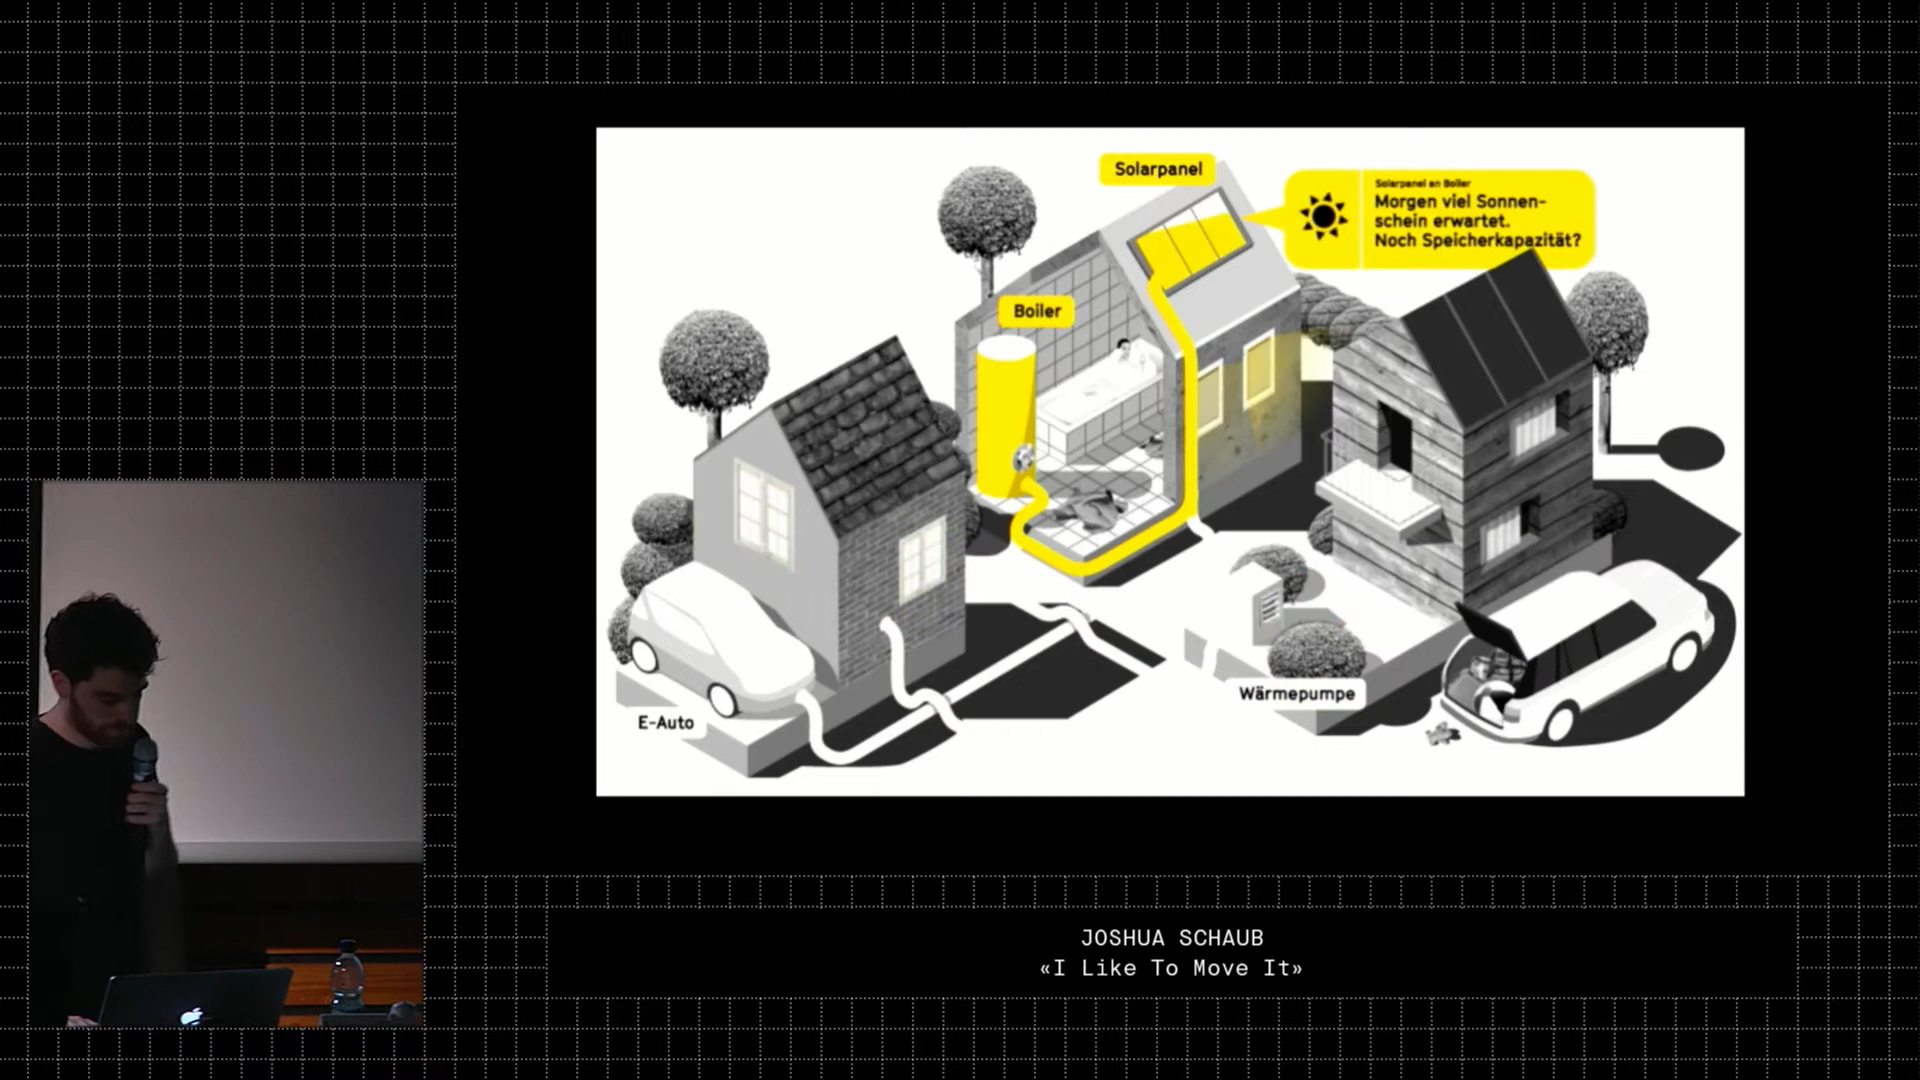 Solarpanel
Solarpanel an Boiler
Morgen viel Sonnen-
schein erwartet.
Noch Speicherkapazität?
Boiler
Wärmepumpe
E-Auto
JOSHUA SCHAUB
«I Like To Move It»